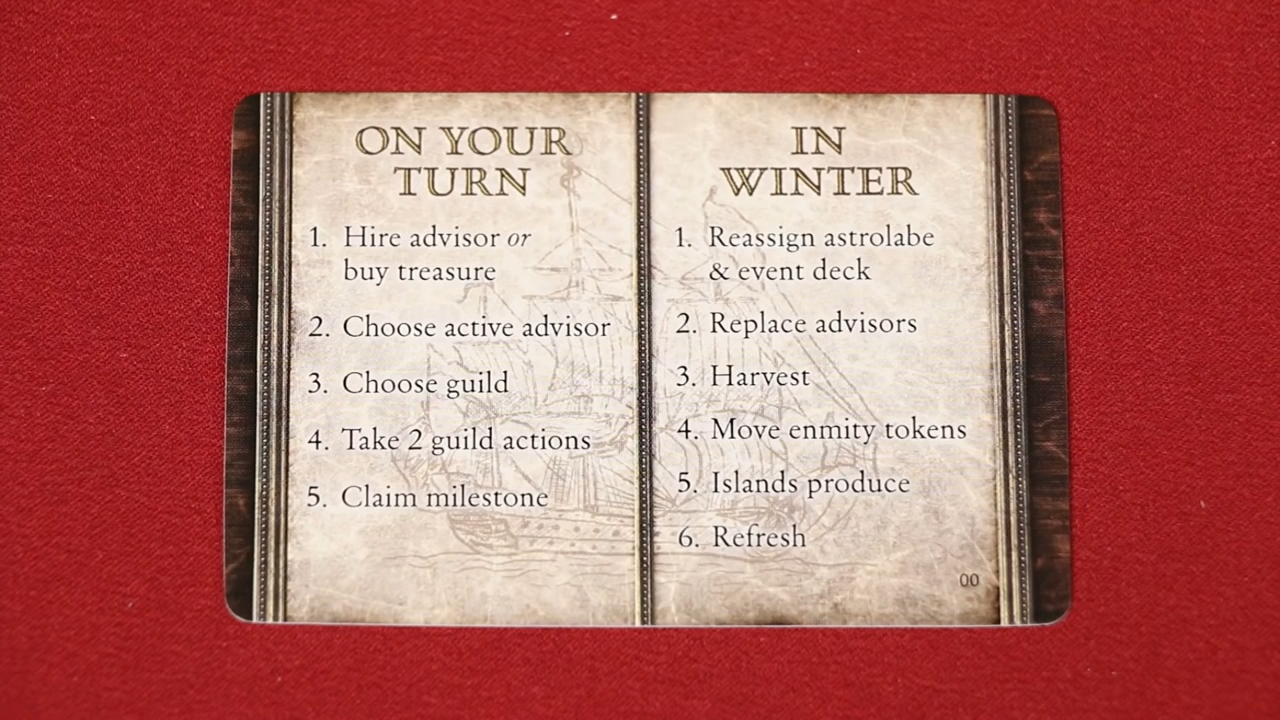 ON YOUR
TURN
1. Hire advisor or
buy treasure
2. Choose active advisor
3. Choose guild
4. Take 2 guild actions
5. Claim milestone
IN
WINTER
1. Reassign astrolabe
& event deck
2. Replace advisors
3. Harvest
4. Move enmity tokens
5. Islands produce
6. Refresh
00